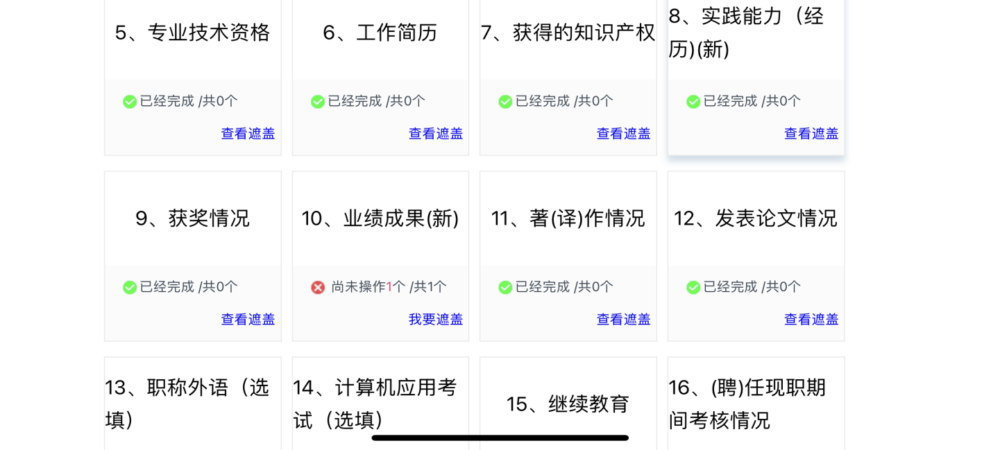 5、专业技术资格
6、工作简历
7、获得的知识产权
8、实践能力（经
历)(新)
已经完成 /共0个
已经完成 /共0个
已经完成 /共0个
已经完成 /共0个
查看遮盖
查看遮盖
查看遮盖
查看遮盖
9、获奖情况
10、业绩成果(新)
11、著(译)作情况
12、发表论文情况
已经完成 /共0个
尚未操作1个 /共1个
已经完成 /共0个
已经完成 /共0个
查看遮盖
我要遮盖
查看遮盖
查看遮盖
13、职称外语（选
填）
14、计算机应用考
试（选填）
15、继续教育
16、(聘)任现职期
间考核情况